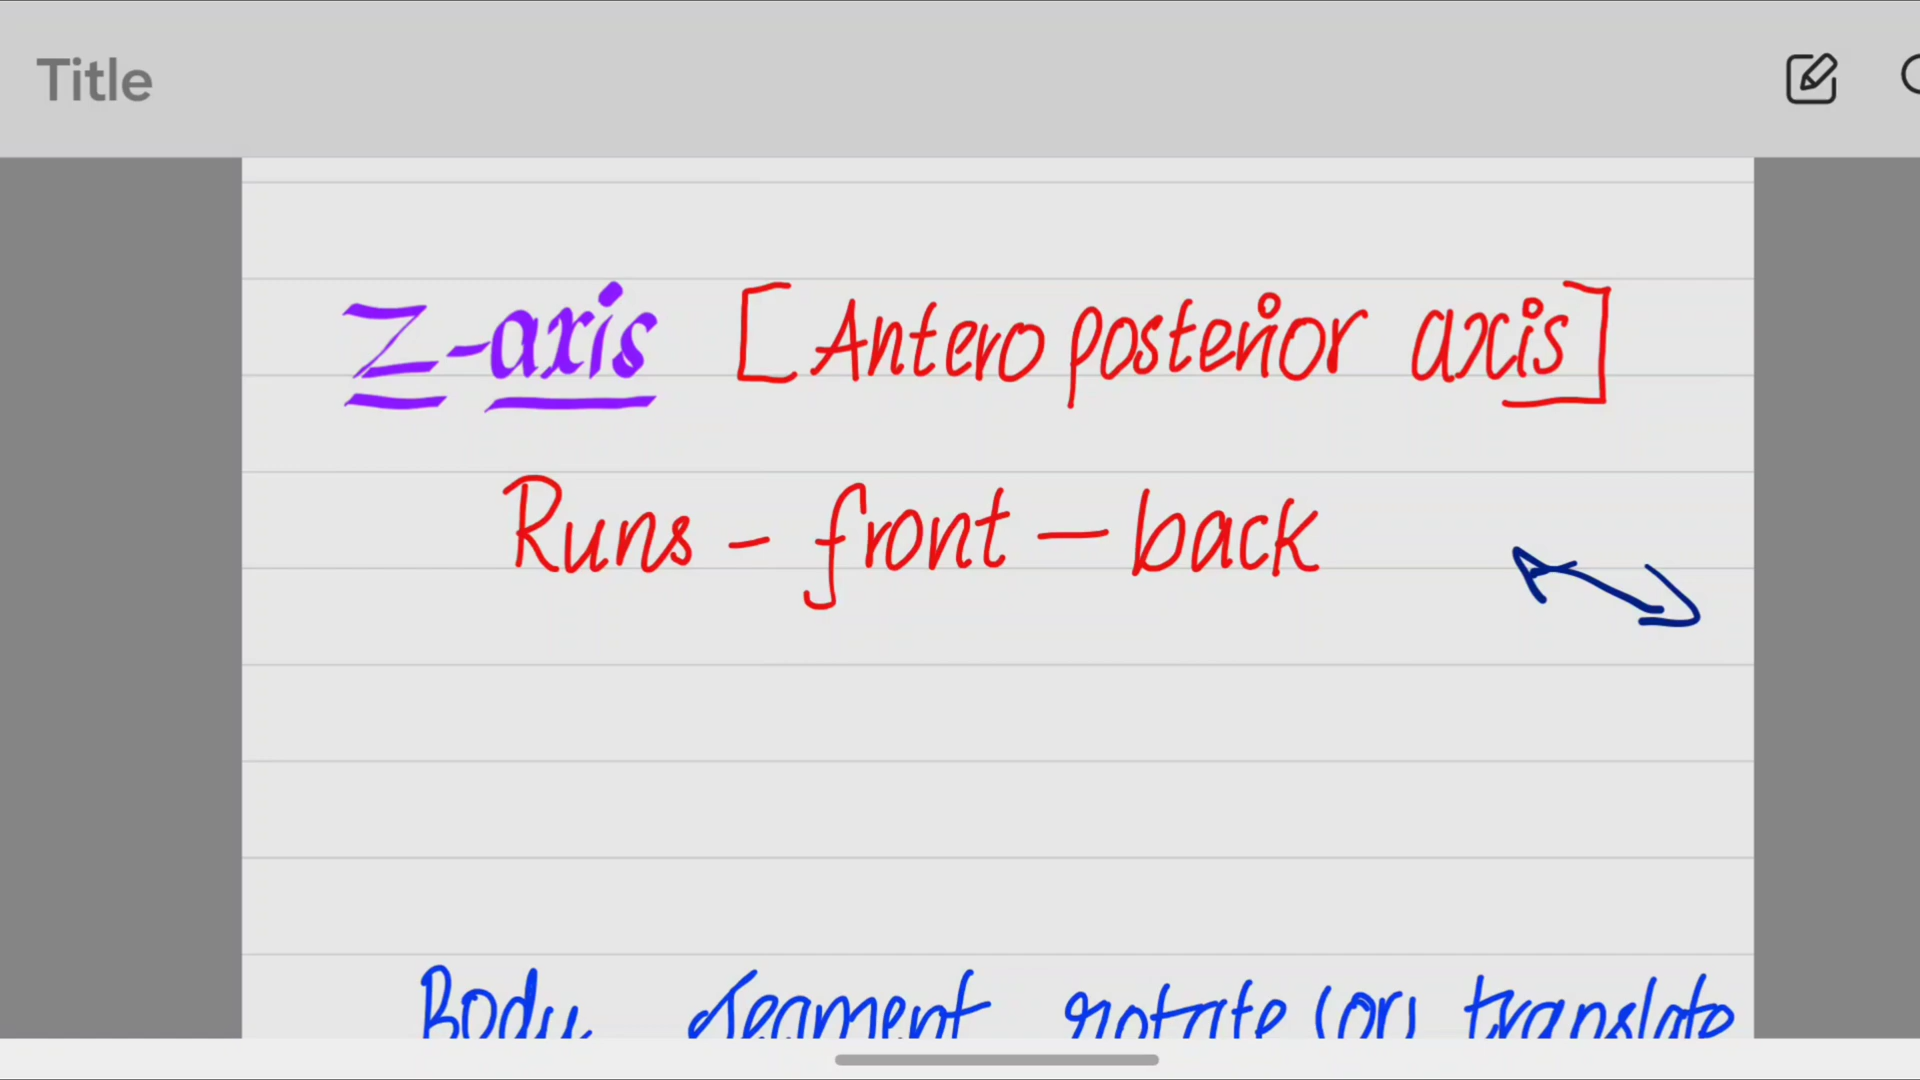 Title
Z-axis [Antero posterior axis]
Runs - front - back
Body segment rotate (or) translate